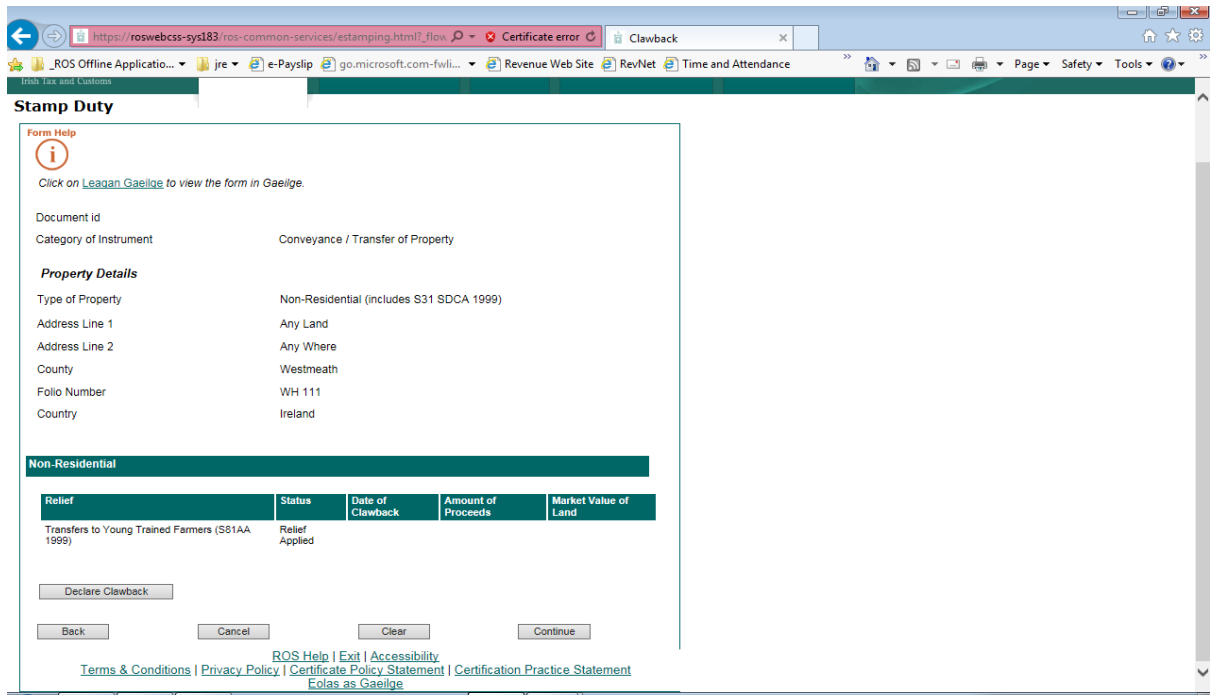 https://roswebcss-sys183/ros-common-services/estamping.html?_flow Certificate error Clawback
_ROS Offline Applicatio... jre e-Payslip go.microsoft.com-fwli... Revenue Web Site RevNet Time and Attendance » Page Safety Tools »
Irish Tax and Customs
Stamp Duty
Form Help
i
Click on Leagan Gaeilge to view the form in Gaeilge.
Document id
Category of Instrument Conveyance / Transfer of Property
Property Details
Type of Property Non-Residential (includes S31 SDCA 1999)
Address Line 1 Any Land
Address Line 2 Any Where
County Westmeath
Folio Number WH 111
Country Ireland
Non-Residential
Relief Status Date of Clawback Amount of Proceeds Market Value of Land
Transfers to Young Trained Farmers (S81AA 1999) Relief Applied
Declare Clawback
Back Cancel Clear Continue
ROS Help | Exit | Accessibility
Terms & Conditions | Privacy Policy | Certificate Policy Statement | Certification Practice Statement
Eolas as Gaeilge